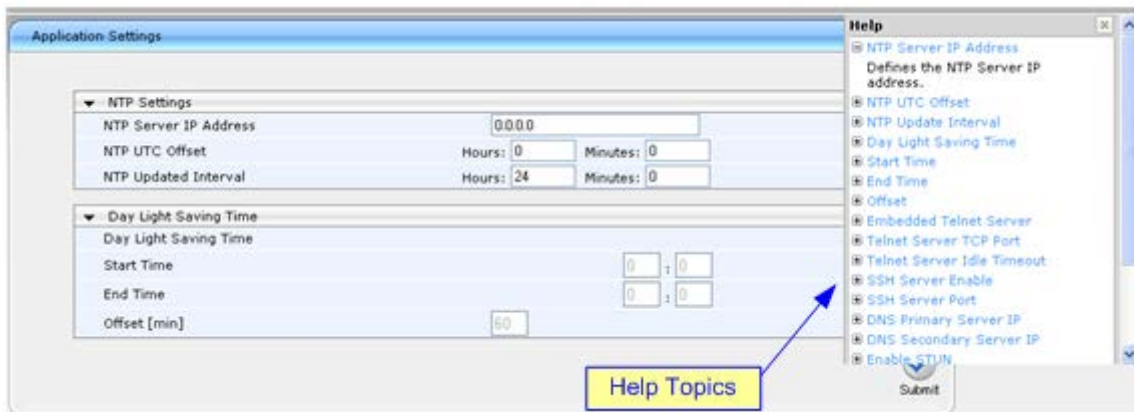 Application Settings
NTP Settings
NTP Server IP Address 0.0.0.0
NTP UTC Offset Hours: 0 Minutes: 0
NTP Updated Interval Hours: 24 Minutes: 0
Day Light Saving Time
Day Light Saving Time
Start Time 0 : 0
End Time 0 : 0
Offset [min] 60
Help
NTP Server IP Address
Defines the NTP Server IP
address.
NTP UTC Offset
NTP Update Interval
Day Light Saving Time
Start Time
End Time
Offset
Embedded Telnet Server
Telnet Server TCP Port
Telnet Server Idle Timeout
SSH Server Enable
SSH Server Port
DNS Primary Server IP
DNS Secondary Server IP
Enable STUN
Submit
Help Topics